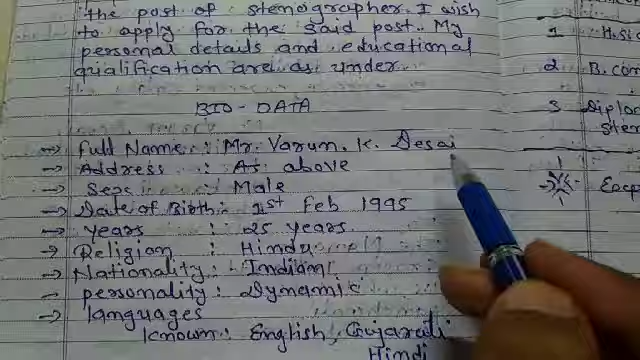 the post of stenographer. I wish
to apply for the said post. My
personal details and educational
qualification are as under.
BIO-DATA
→ Full Name : Mr. Varun. K. Desai
→ Address : As above
→ Sex : Male
→ Date of Birth : 1st Feb 1995
→ Years : 25 years.
→ Religion : Hindu
→ Nationality : Indian
→ Personality : Dynamic
→ languages
known : English, Gujarati
Hindi
1 H.S.C
2 B.com
3 Diplo
sten